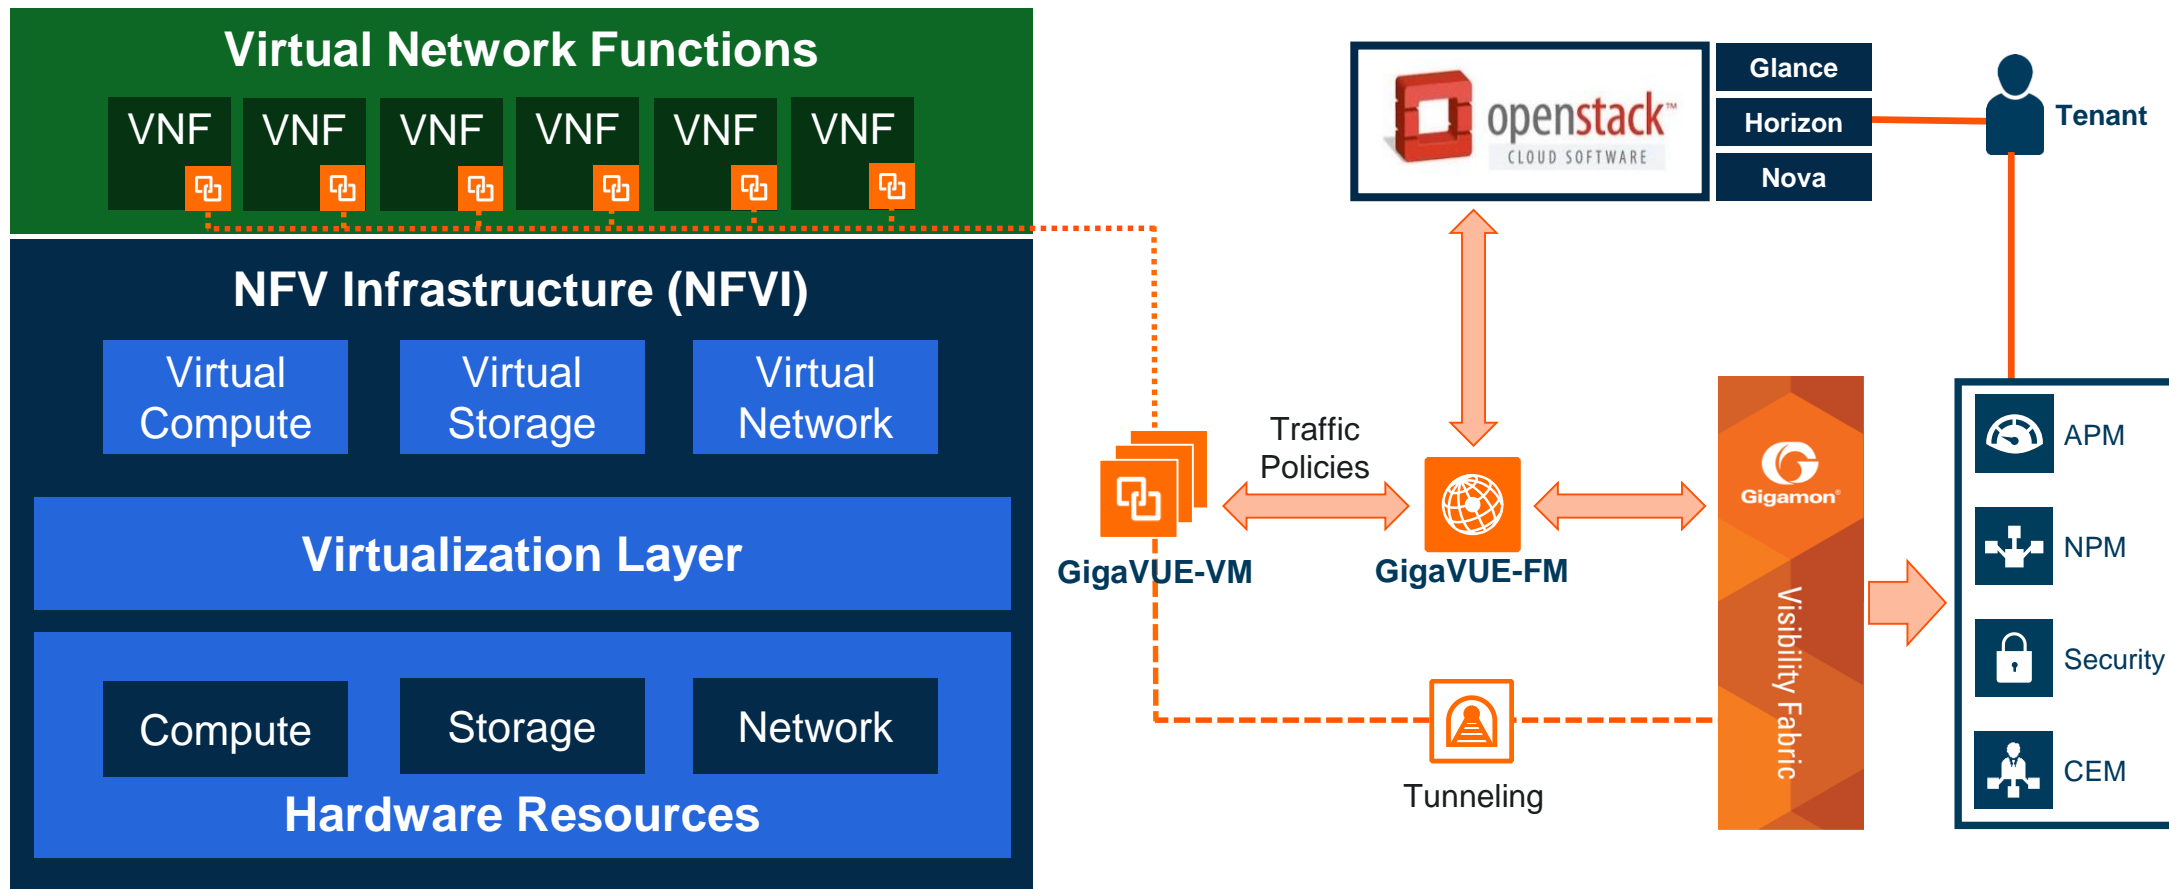 Virtual Network Functions
VNF
VNF
VNF
VNF
VNF
VNF
NFV Infrastructure (NFVI)
Virtual
Compute
Virtual
Storage
Virtual
Network
Virtualization Layer
Compute
Storage
Network
Hardware Resources
openstack™
CLOUD SOFTWARE
Glance
Horizon
Nova
Tenant
Traffic
Policies
GigaVUE-VM
GigaVUE-FM
Tunneling
Gigamon®
Visibility Fabric
APM
NPM
Security
CEM